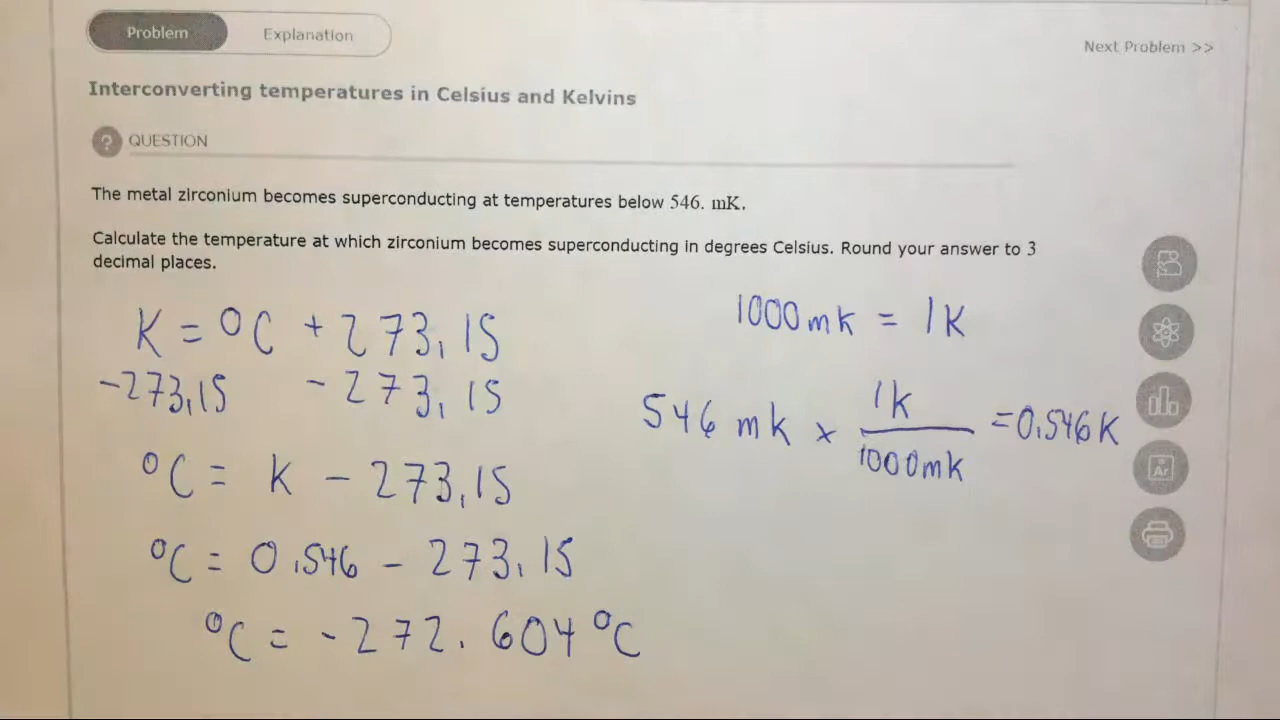 Problem
Explanation
Next Problem >>
Interconverting temperatures in Celsius and Kelvins
? QUESTION
The metal zirconium becomes superconducting at temperatures below 546. mK.
Calculate the temperature at which zirconium becomes superconducting in degrees Celsius. Round your answer to 3
decimal places.
K = °C + 273.15
-273.15 - 273.15
°C = K - 273.15
°C = 0.546 - 273.15
°C = -272.604 °C
1000 mK = 1K
546 mK × 1K / 1000mK = 0.546K
Ar